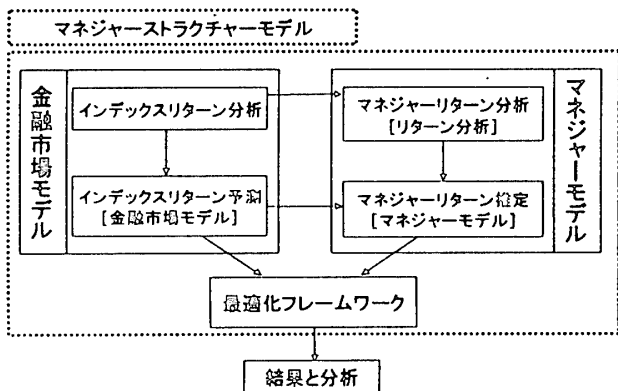 マネジャーストラクチャーモデル
金融市場モデル
インデックスリターン分析
インデックスリターン予測
[金融市場モデル]
マネジャーリターン分析
[リターン分析]
マネジャーリターン推定
[マネジャーモデル]
マネジャーモデル
最適化フレームワーク
結果と分析